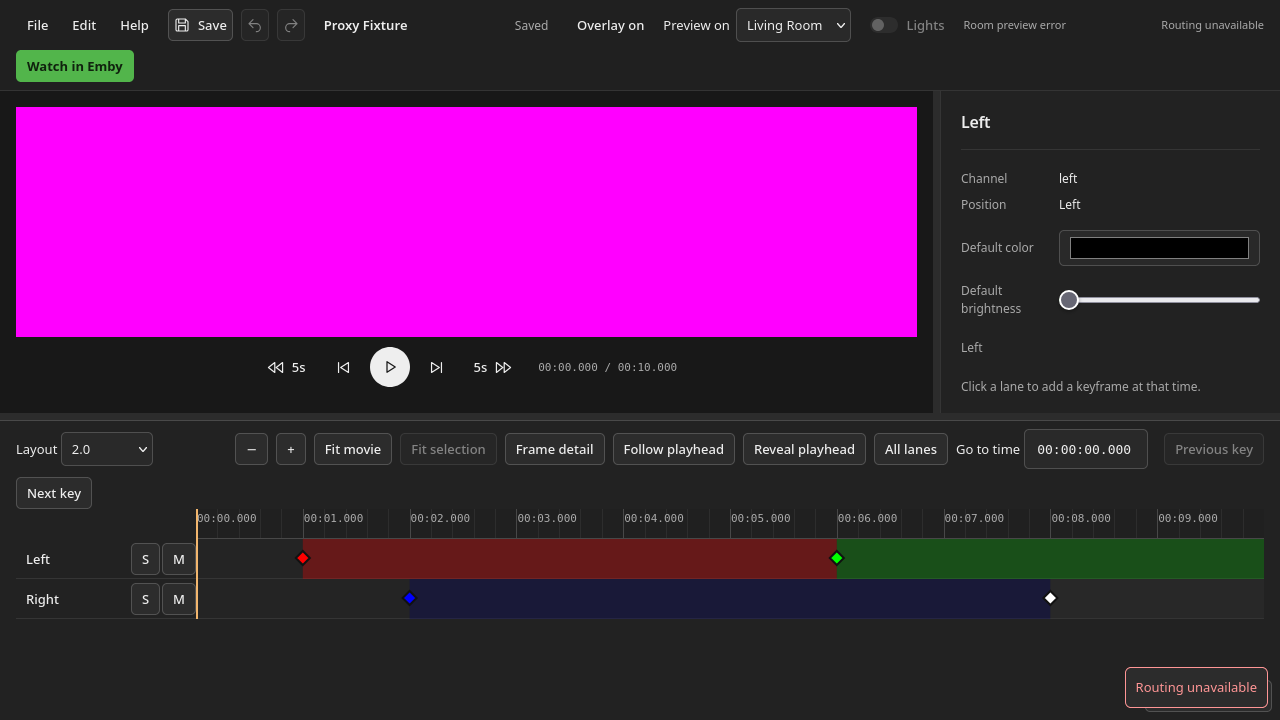 File Edit Help Save Proxy Fixture Saved Overlay on Preview on Living Room Lights Room preview error Routing unavailable
Watch in Emby
Left
Channel left
Position Left
Default color
Default
brightness
Left
Click a lane to add a keyframe at that time.
5s 5s 00:00.000 / 00:10.000
Layout 2.0 – + Fit movie Fit selection Frame detail Follow playhead Reveal playhead All lanes Go to time 00:00:00.000 Previous key
Next key
00:00.000 00:01.000 00:02.000 00:03.000 00:04.000 00:05.000 00:06.000 00:07.000 00:08.000 00:09.000
Left S M
Right S M
Routing unavailable